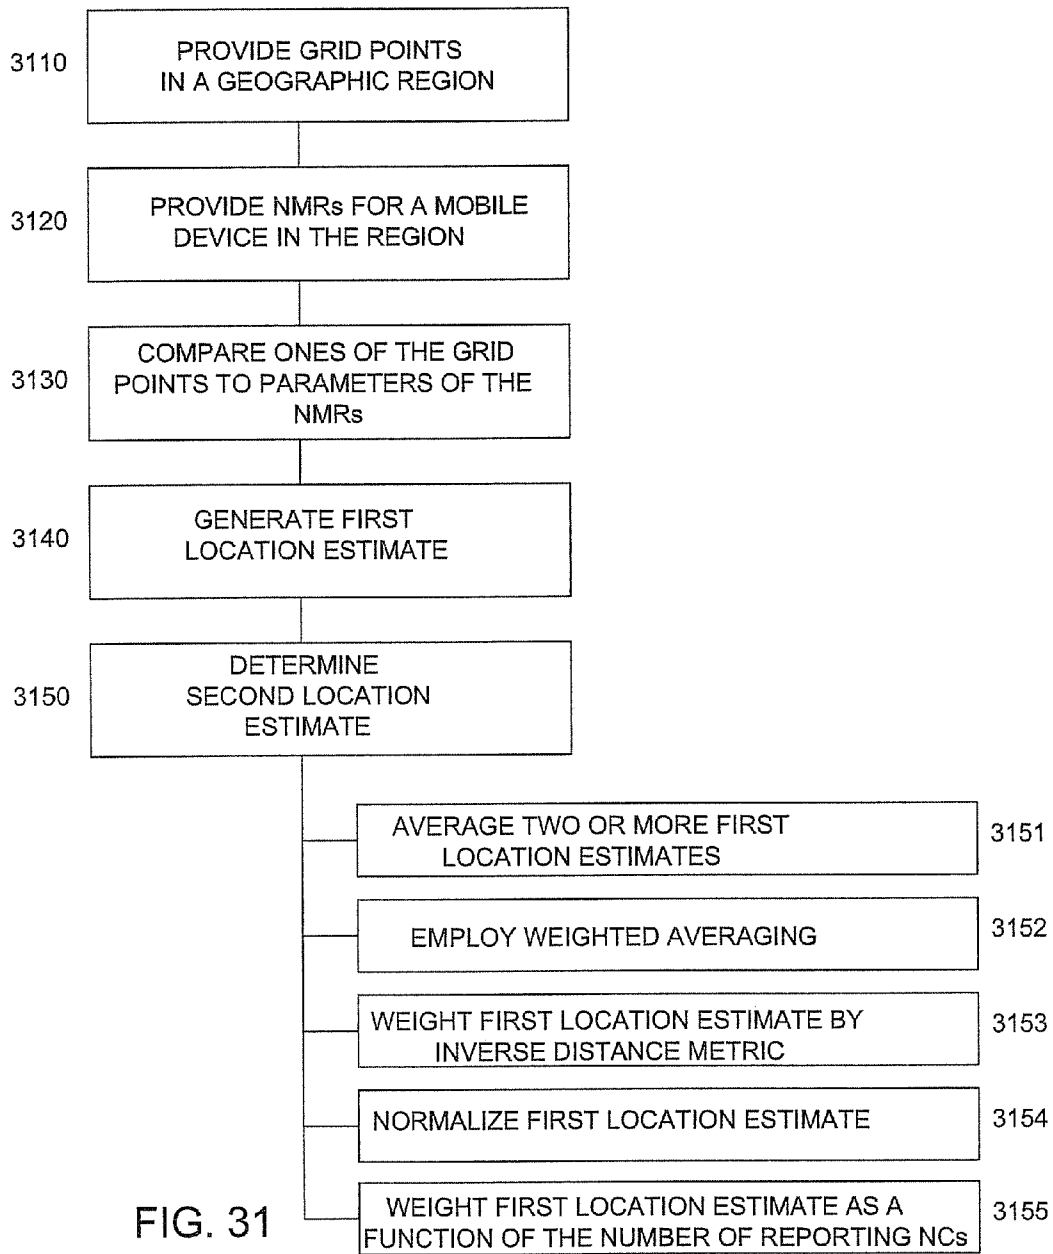 3110
PROVIDE GRID POINTS
IN A GEOGRAPHIC REGION
3120
PROVIDE NMRs FOR A MOBILE
DEVICE IN THE REGION
3130
COMPARE ONES OF THE GRID
POINTS TO PARAMETERS OF THE
NMRs
3140
GENERATE FIRST
LOCATION ESTIMATE
3150
DETERMINE
SECOND LOCATION
ESTIMATE
AVERAGE TWO OR MORE FIRST
LOCATION ESTIMATES
3151
EMPLOY WEIGHTED AVERAGING
3152
WEIGHT FIRST LOCATION ESTIMATE BY
INVERSE DISTANCE METRIC
3153
NORMALIZE FIRST LOCATION ESTIMATE
3154
WEIGHT FIRST LOCATION ESTIMATE AS A
FUNCTION OF THE NUMBER OF REPORTING NCs
3155
FIG. 31